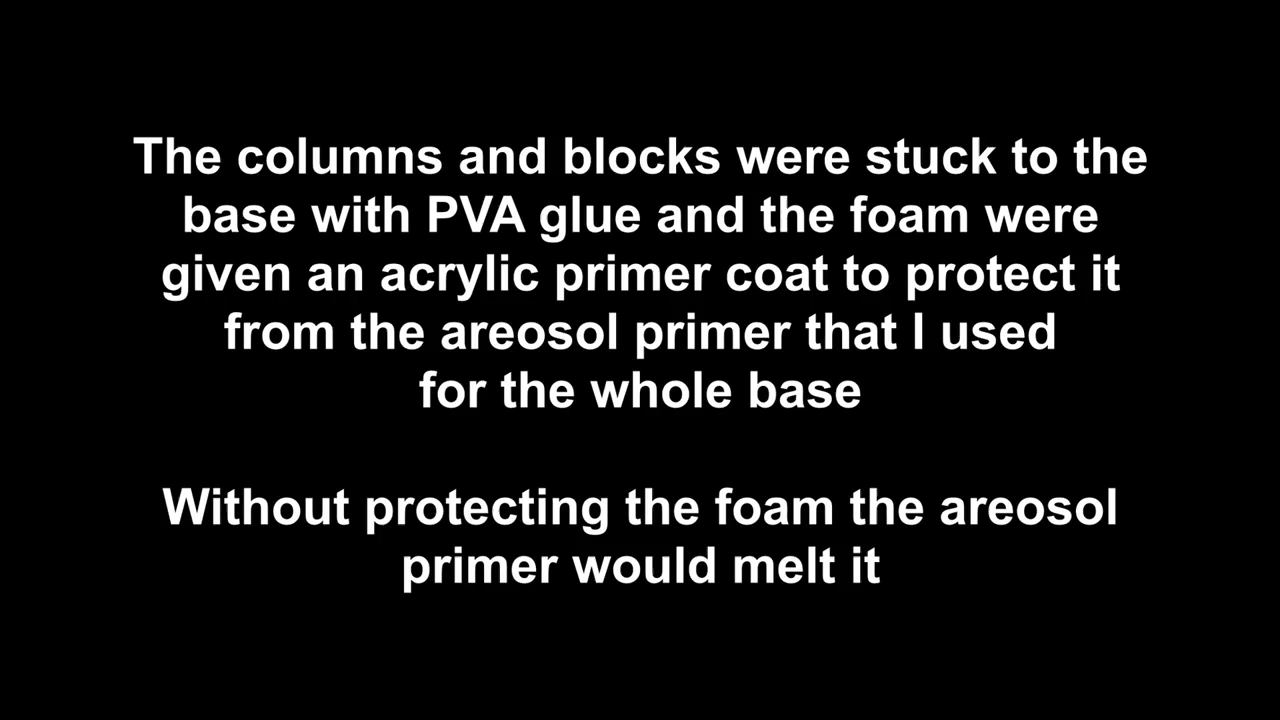 The columns and blocks were stuck to the
base with PVA glue and the foam were
given an acrylic primer coat to protect it
from the areosol primer that I used
for the whole base
Without protecting the foam the areosol
primer would melt it